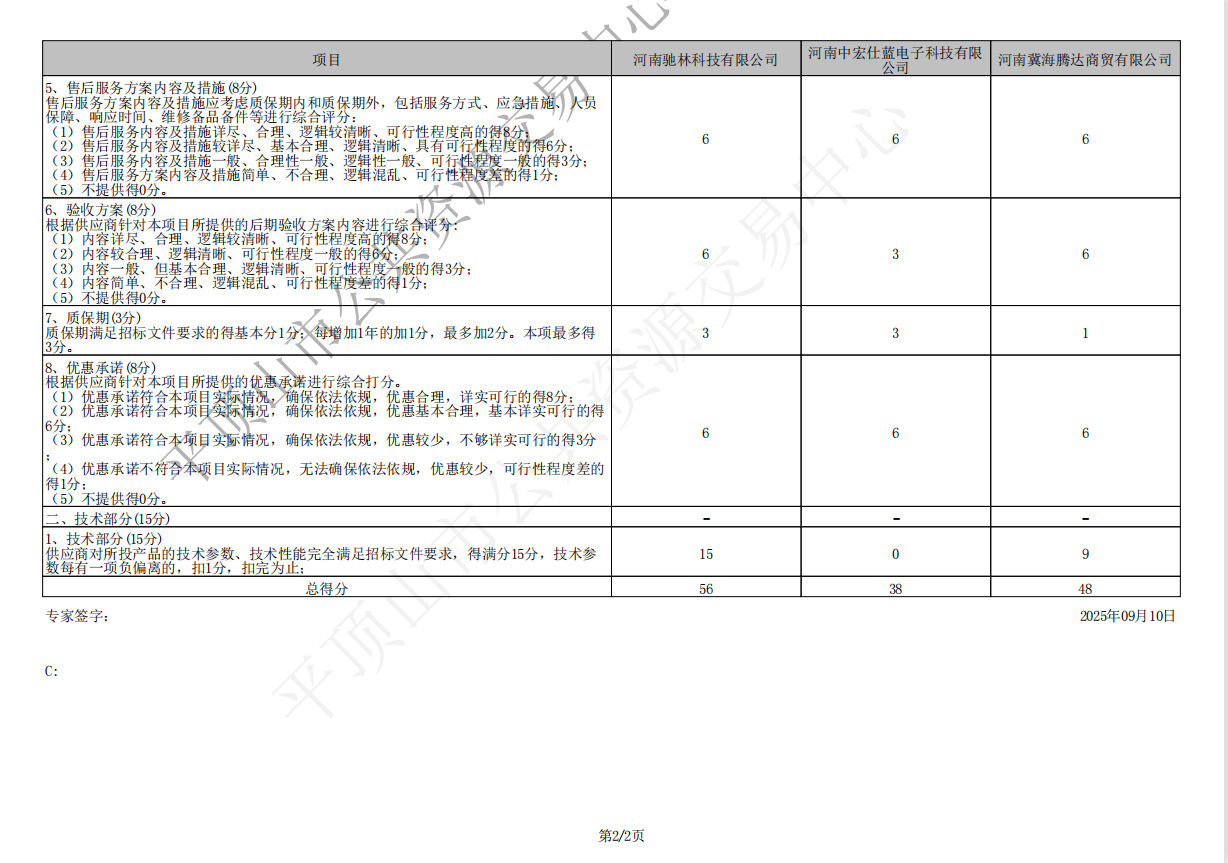 项目
河南驰林科技有限公司
河南中宏仕蓝电子科技有限
公司
河南冀海腾达商贸有限公司
5、售后服务方案内容及措施(8分)
售后服务方案内容及措施应考虑质保期内和质保期外，包括服务方式、应急措施、人员
保障、响应时间、维修备品备件等进行综合评分：
（1）售后服务内容及措施详尽、合理、逻辑较清晰、可行性程度高的得8分；
（2）售后服务内容及措施较详尽、基本合理、逻辑清晰、具有可行性程度的得6分；
（3）售后服务内容及措施一般、合理性一般、逻辑性一般、可行性程度一般的得3分；
（4）售后服务方案内容及措施简单、不合理、逻辑混乱、可行性程度差的得1分；
（5）不提供得0分。
6
6
6
6、验收方案(8分)
根据供应商针对本项目所提供的后期验收方案内容进行综合评分：
（1）内容详尽、合理、逻辑较清晰、可行性程度高的得8分；
（2）内容较合理、逻辑清晰、可行性程度一般的得6分；
（3）内容一般、但基本合理、逻辑清晰、可行性程度一般的得3分；
（4）内容简单、不合理、逻辑混乱、可行性程度差的得1分；
（5）不提供得0分。
6
3
6
7、质保期(3分)
质保期满足招标文件要求的得基本分1分；每增加1年的加1分，最多加2分。本项最多得
3分。
3
3
1
8、优惠承诺(8分)
根据供应商针对本项目所提供的优惠承诺进行综合打分。
（1）优惠承诺符合本项目实际情况，确保依法依规，优惠合理，详实可行的得8分；
（2）优惠承诺符合本项目实际情况，确保依法依规，优惠基本合理，基本详实可行的得
6分；
（3）优惠承诺符合本项目实际情况，确保依法依规，优惠较少，不够详实可行的得3分
；
（4）优惠承诺不符合本项目实际情况，无法确保依法依规，优惠较少，可行性程度差的
得1分；
（5）不提供得0分。
6
6
6
二、技术部分(15分)
-
-
-
1、技术部分(15分)
供应商对所投产品的技术参数、技术性能完全满足招标文件要求，得满分15分，技术参
数每有一项负偏离的，扣1分，扣完为止；
15
0
9
总得分
56
38
48
专家签字：
2025年09月10日
C:
第2/2页
平顶山市公共资源交易中心
平顶山市公共资源交易中心